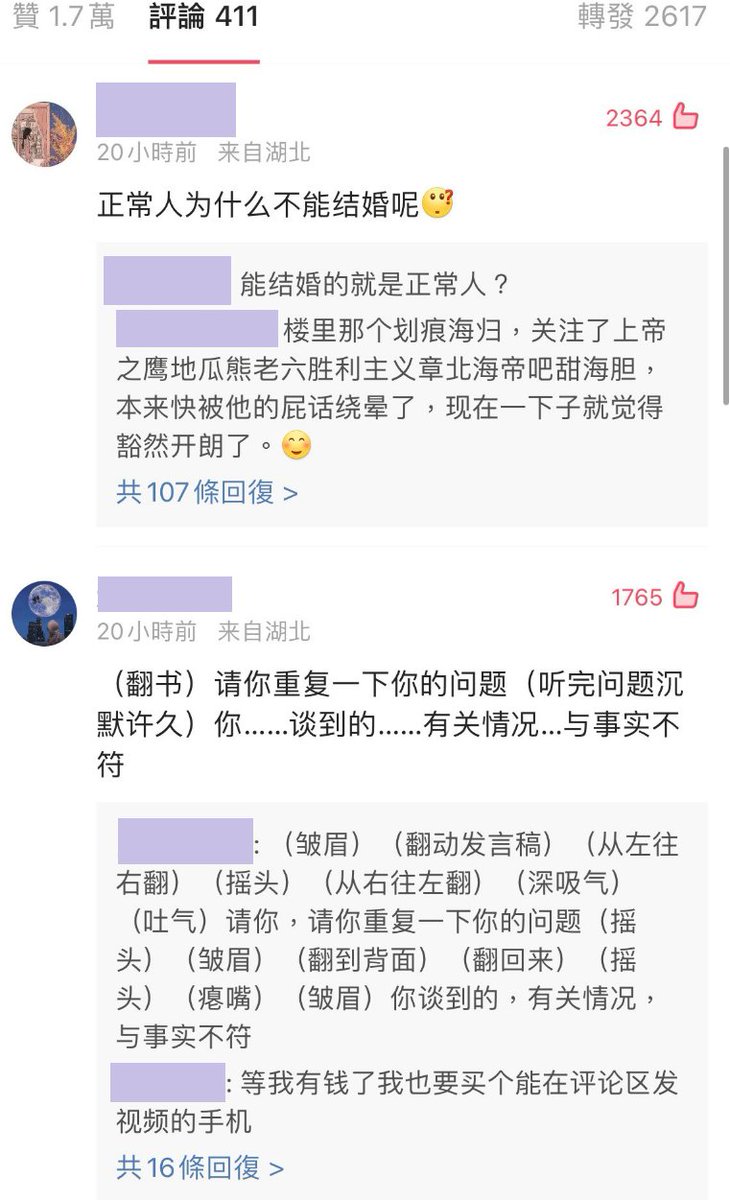 贊 1.7萬 評論 411 轉發 2617
2364
20小時前 来自湖北
正常人为什么不能结婚呢
能结婚的就是正常人？
楼里那个划痕海归，关注了上帝
之鹰地瓜熊老六胜利主义章北海帝吧甜海胆，
本来快被他的屁话绕晕了，现在一下子就觉得
豁然开朗了。
共107條回復 >
1765
20小時前 来自湖北
（翻书）请你重复一下你的问题（听完问题沉
默许久）你......谈到的......有关情况...与事实不
符
: （皱眉）（翻动发言稿）（从左往
右翻）（摇头）（从右往左翻）（深吸气）
（吐气）请你，请你重复一下你的问题（摇
头）（皱眉）（翻到背面）（翻回来）（摇
头）（瘪嘴）（皱眉）你谈到的，有关情况，
与事实不符
: 等我有钱了我也要买个能在评论区发
视频的手机
共16條回復 >